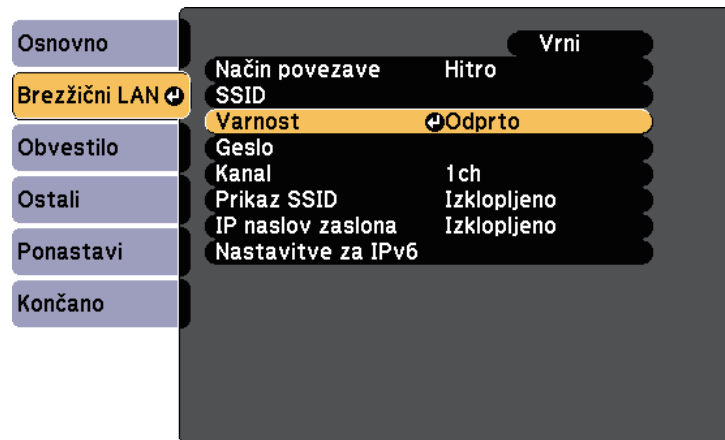 Osnovno
Brezžični LAN
Obvestilo
Ostali
Ponastavi
Končano
Vrni
Način povezave Hitro
SSID
Varnost Odprto
Geslo
Kanal 1ch
Prikaz SSID Izklopljeno
IP naslov zaslona Izklopljeno
Nastavitve za IPv6